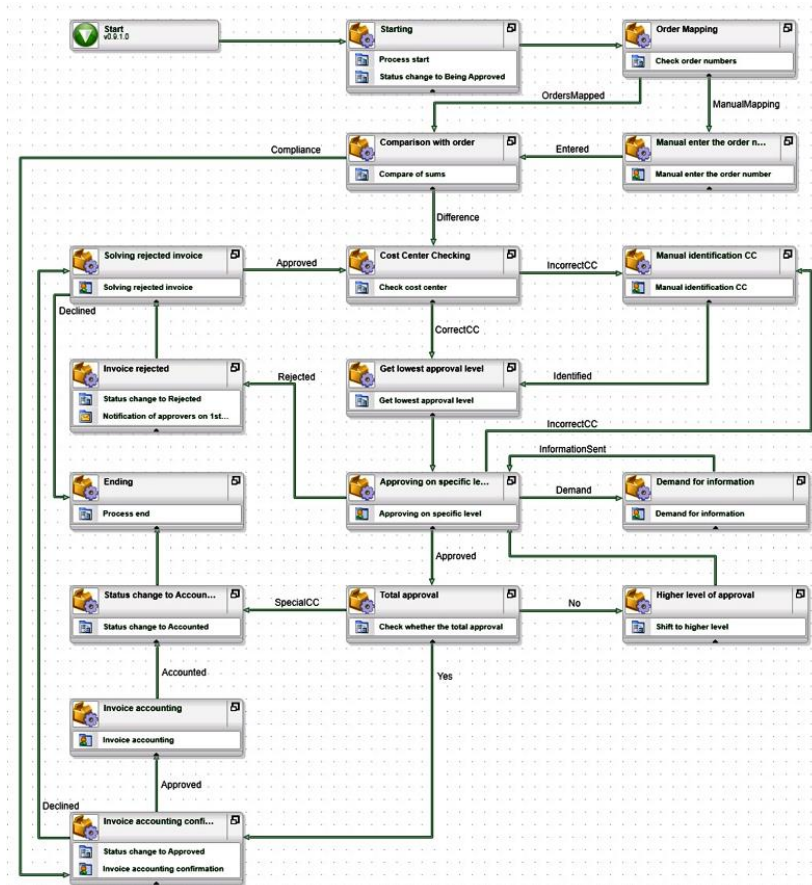 Start
v0.9.1.0
Starting
Process start
Status change to Being Approved
Order Mapping
Check order numbers
OrdersMapped
ManualMapping
Compliance
Comparison with order
Compare of sums
Entered
Manual enter the order n...
Manual enter the order number
Difference
Solving rejected invoice
Solving rejected invoice
Approved
Cost Center Checking
Check cost center
IncorrectCC
Manual identification CC
Manual identification CC
Declined
CorrectCC
Invoice rejected
Status change to Rejected
Notification of approvers on 1st...
Rejected
Get lowest approval level
Get lowest approval level
Identified
IncorrectCC
InformationSent
Ending
Process end
Approving on specific le...
Approving on specific level
Demand
Demand for information
Demand for information
Approved
Status change to Accoun...
Status change to Accounted
SpecialCC
Total approval
Check whether the total approval
No
Higher level of approval
Shift to higher level
Accounted
Yes
Invoice accounting
Invoice accounting
Approved
Declined
Invoice accounting confi...
Status change to Approved
Invoice accounting confirmation